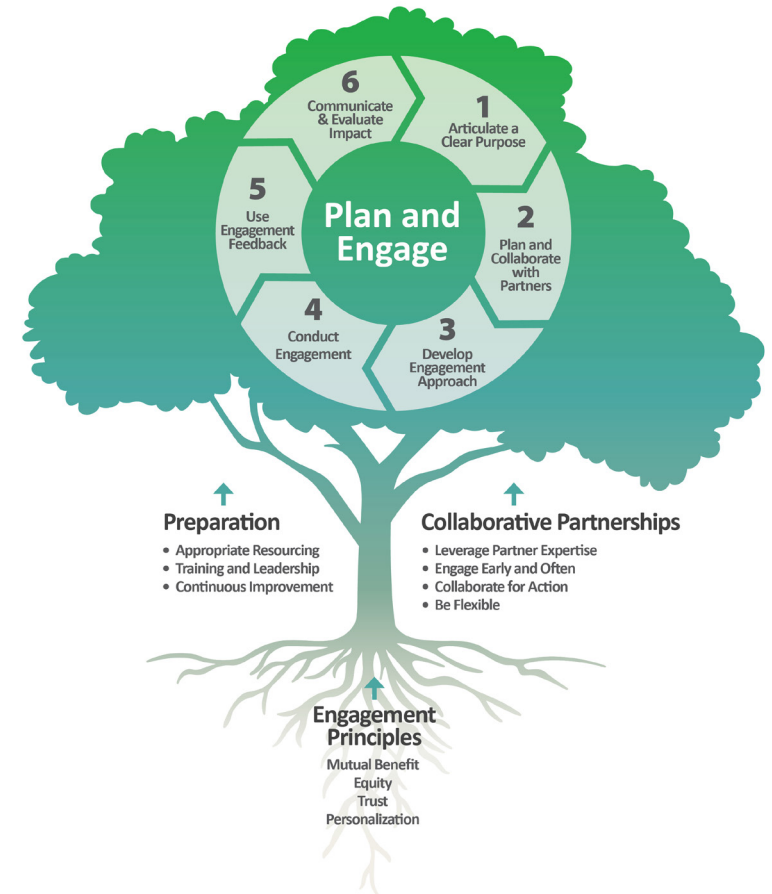 Plan and
Engage
1
Articulate a
Clear Purpose
2
Plan and
Collaborate
with
Partners
3
Develop
Engagement
Approach
4
Conduct
Engagement
5
Use
Engagement
Feedback
6
Communicate
& Evaluate
Impact
Preparation
• Appropriate Resourcing
• Training and Leadership
• Continuous Improvement
Collaborative Partnerships
• Leverage Partner Expertise
• Engage Early and Often
• Collaborate for Action
• Be Flexible
Engagement
Principles
Mutual Benefit
Equity
Trust
Personalization